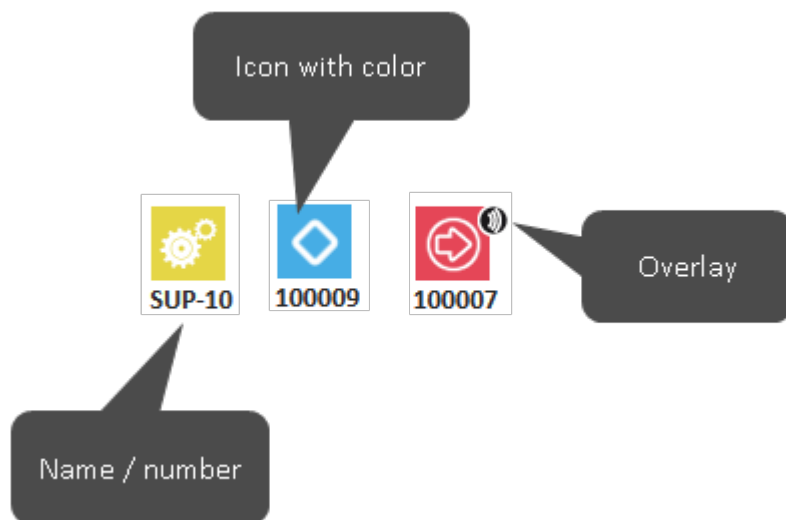 Icon with color
SUP-10
100009
100007
Overlay
Name / number